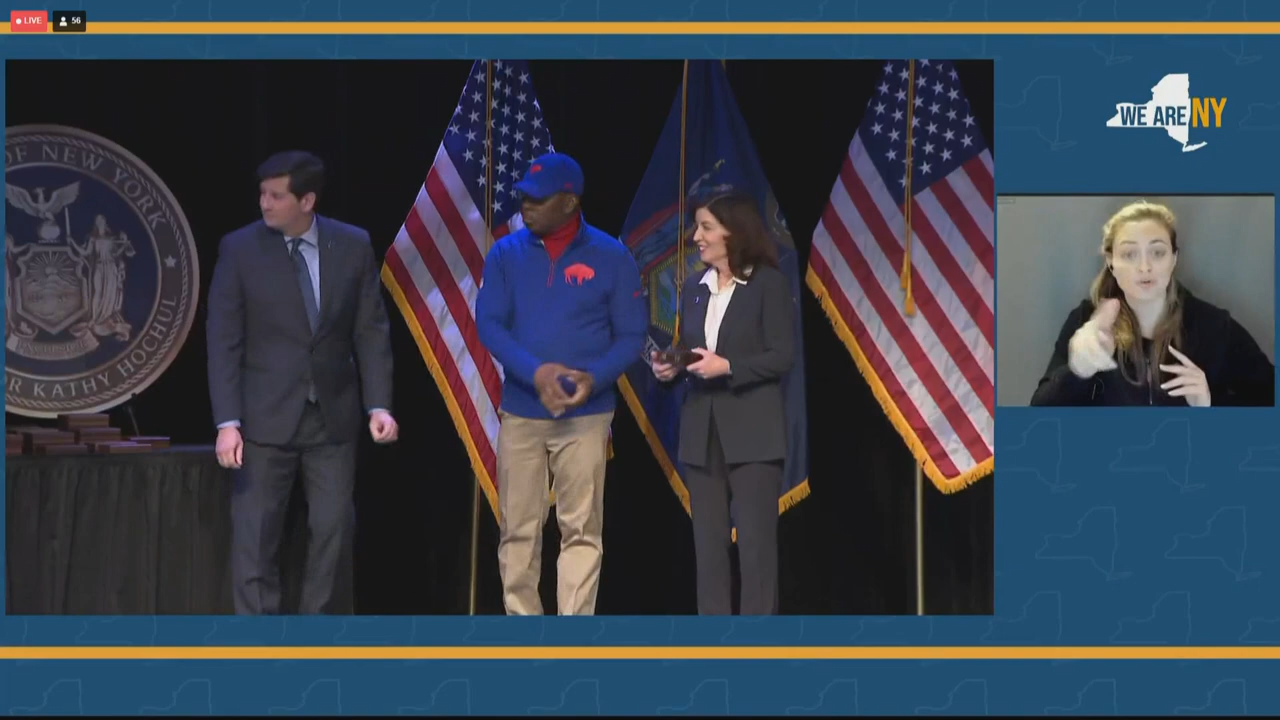 LIVE
56
WE ARE NY
OF NEW YORK
R KATHY HOCHUL